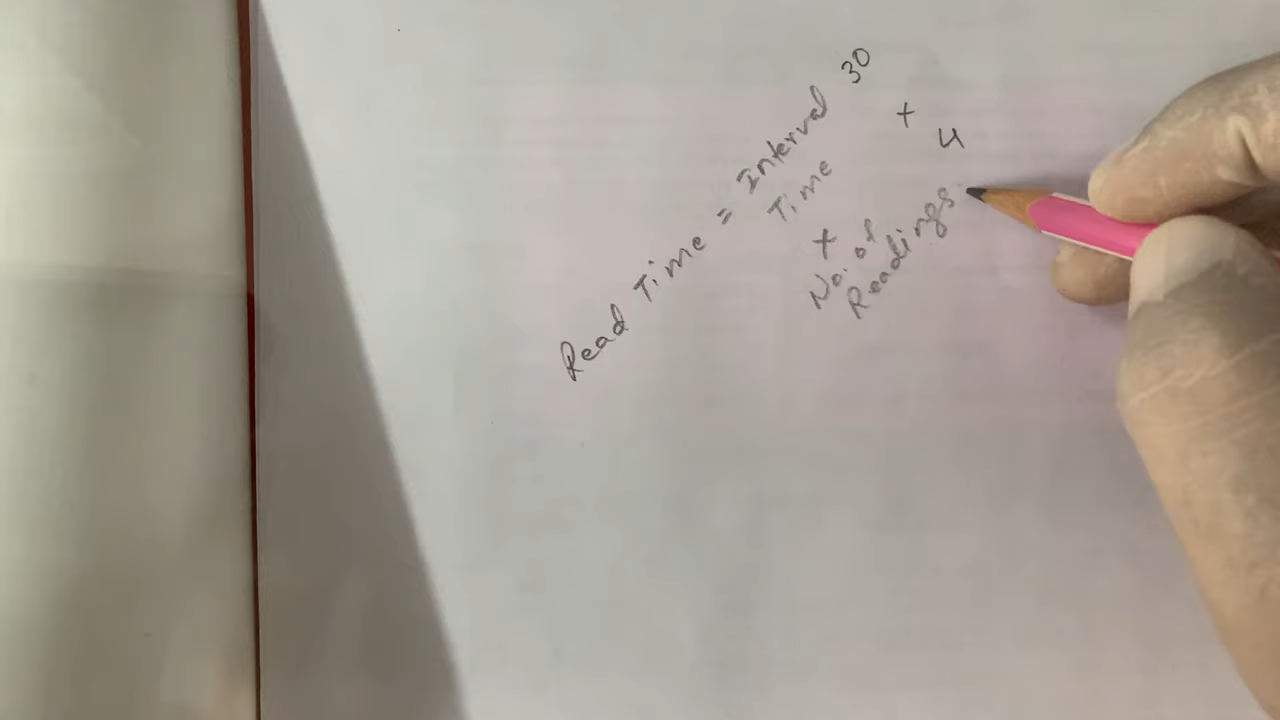 Read Time = Interval 30
Time +
× 4
No. of
Readings